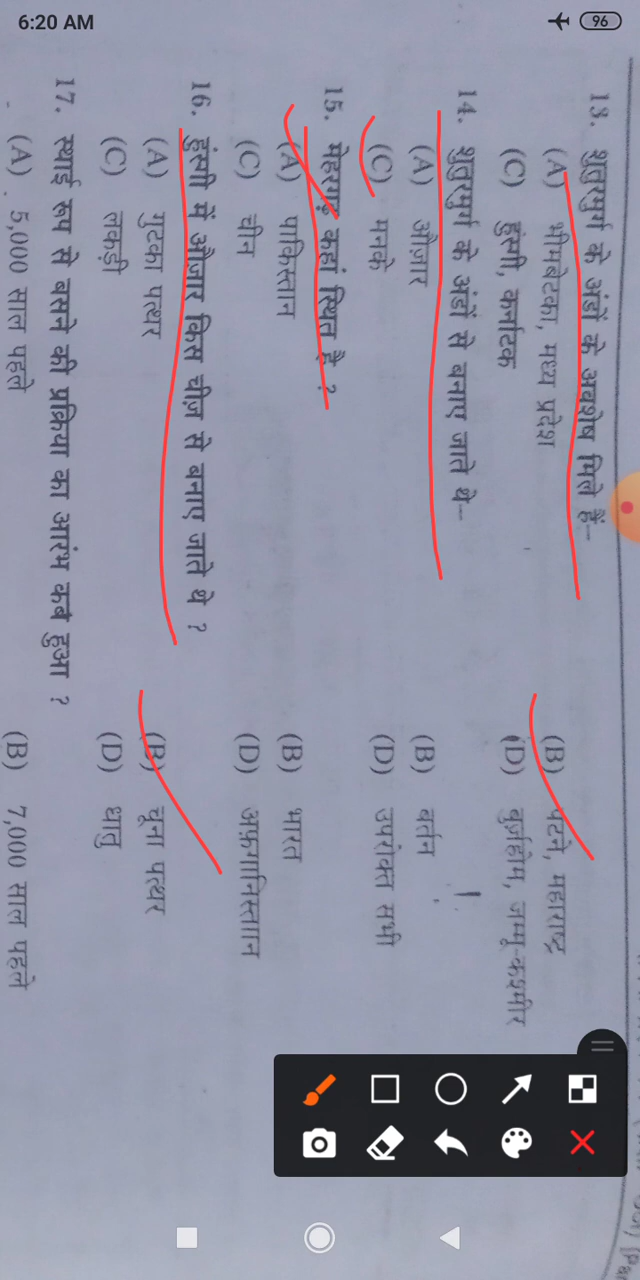 6:20 AM
96
13. शुतुरमुर्ग के अंडों के अवशेष मिले हैं–
(A) भीमबेटका, मध्य प्रदेश (B) पटने, महाराष्ट्र
(C) हुंसगी, कर्नाटक (D) बुर्ज़होम, जम्मू-कश्मीर
14. शुतुरमुर्ग के अंडों से बनाए जाते थे–
(A) औज़ार (B) बर्तन
(C) मनके (D) उपरोक्त सभी
15. मेहरगढ़ कहां स्थित है ?
(A) पाकिस्तान (B) भारत
(C) चीन (D) अफ़गानिस्तान
16. हुंसगी में औज़ार किस चीज़ से बनाए जाते थे ?
(A) गुटका पत्थर (B) चूना पत्थर
(C) लकड़ी (D) धातु
17. स्थाई रूप से बसने की प्रक्रिया का आरंभ कब हुआ ?
(A) 5,000 साल पहले (B) 7,000 साल पहले